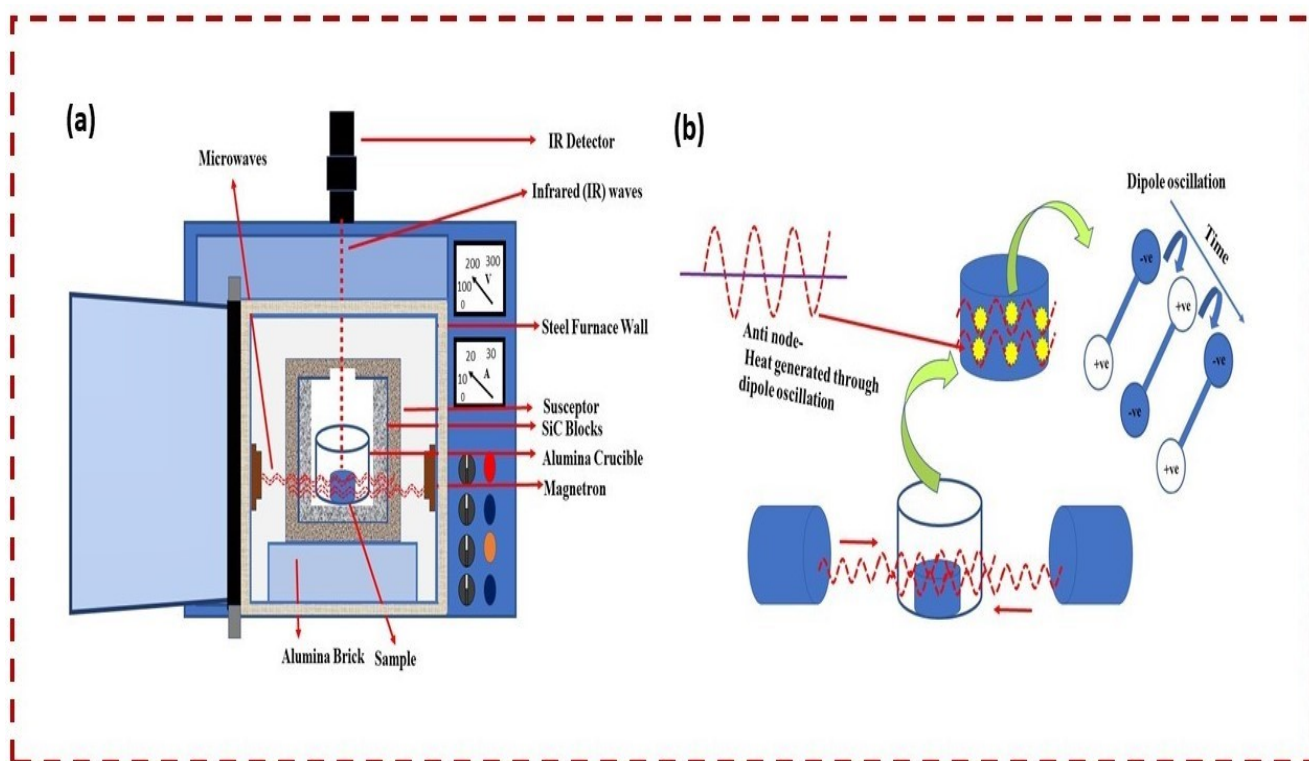 (a)
IR Detector
Microwaves
Infrared (IR) waves
200 300
100 V
0
Steel Furnace Wall
20 30
10 A
0
Susceptor
SiC Blocks
Alumina Crucible
Magnetron
Alumina Brick
Sample
(b)
Dipole oscillation
Time
-ve
+ve
+ve
-ve
-ve
+ve
Anti node-
Heat generated through
dipole oscillation